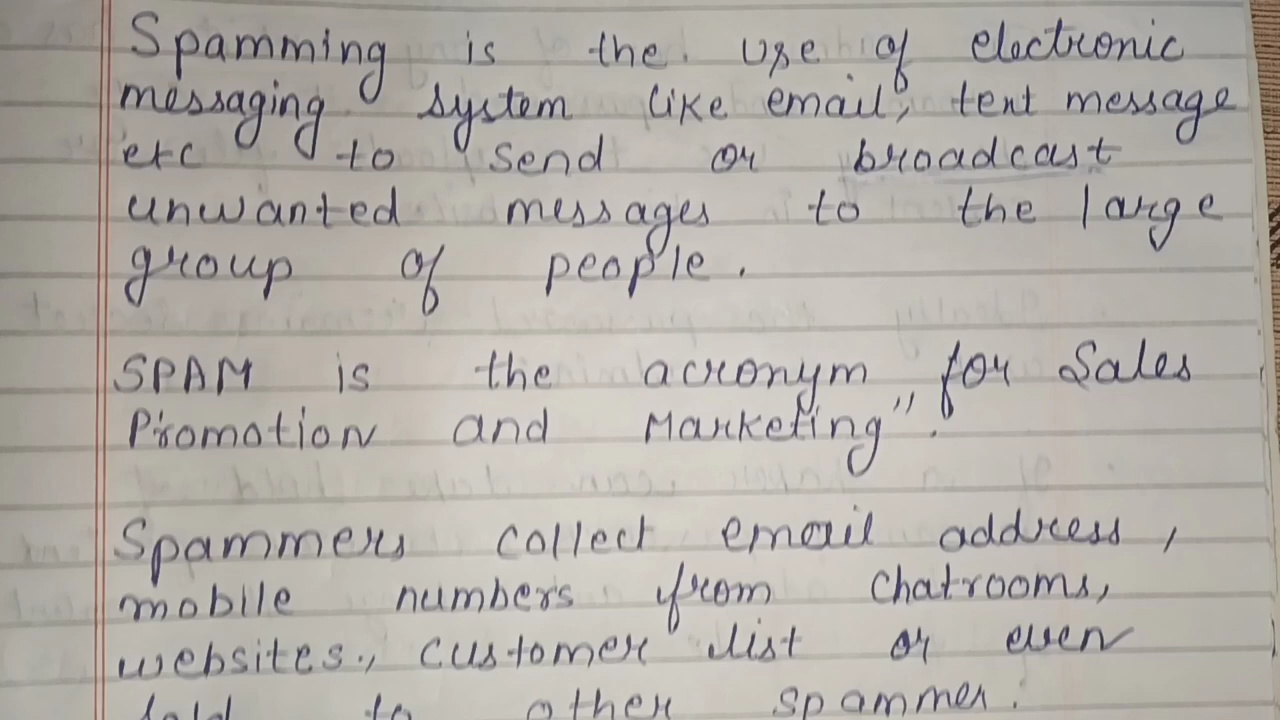 Spamming is the use of electronic
messaging system like email, text message
etc to send or broadcast
unwanted messages to the large
group of people.
SPAM is the acronym for Sales
Promotion and Marketing".
Spammers collect email address,
mobile numbers from chatrooms,
websites., customer list or even
to other spammer.